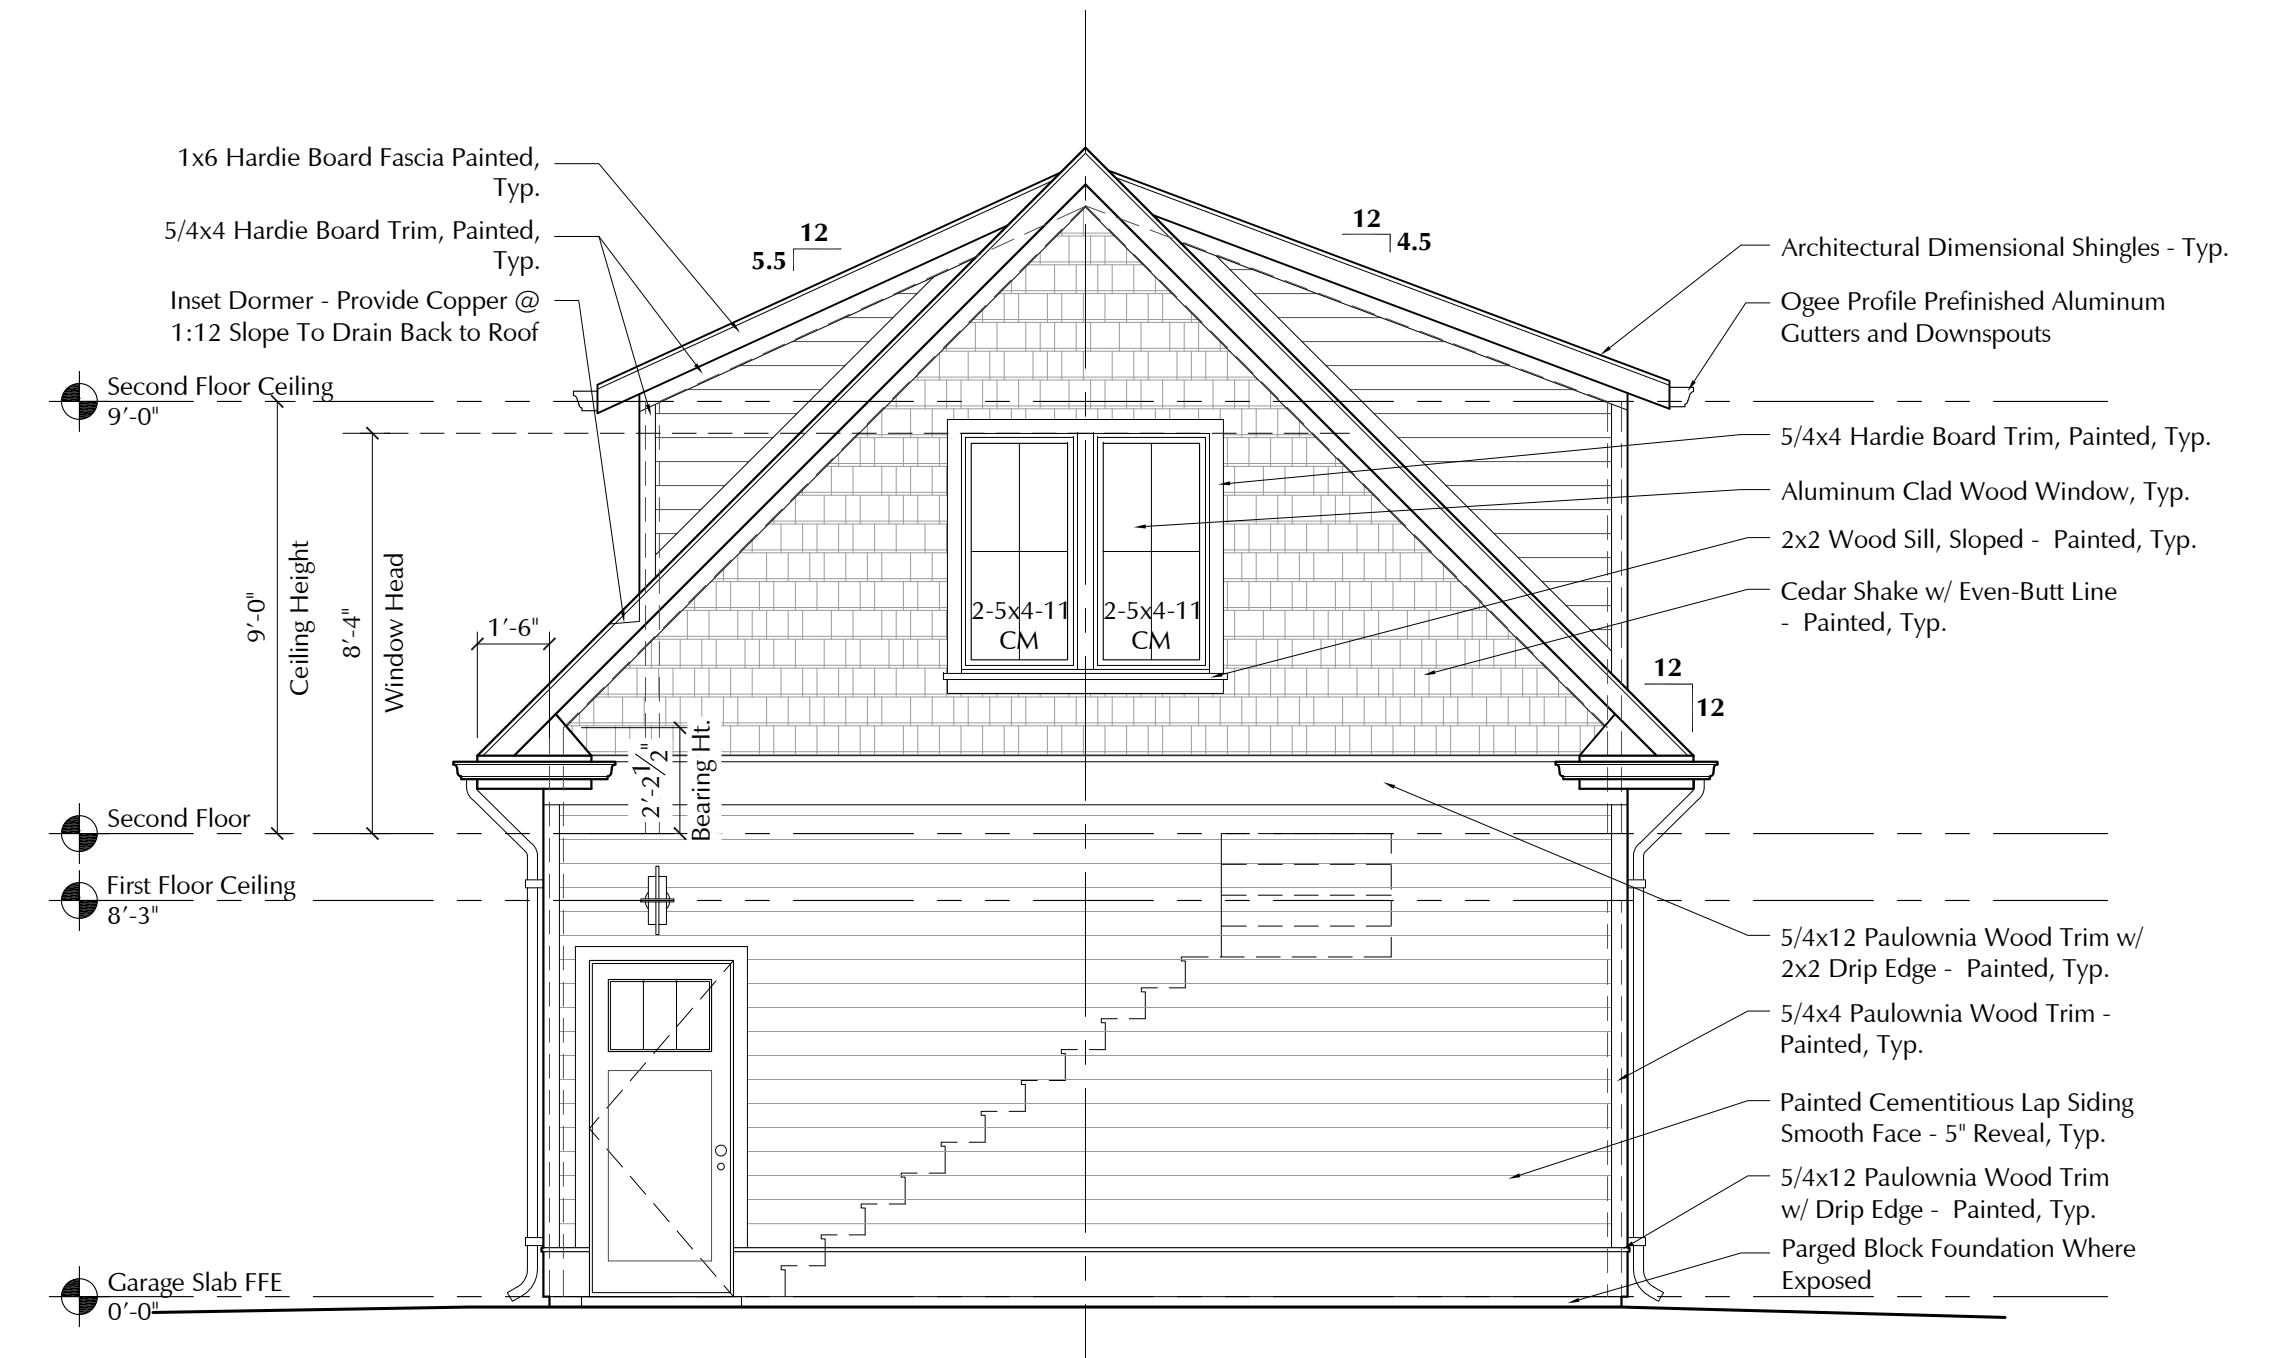 1x6 Hardie Board Fascia Painted,
Typ.
5/4x4 Hardie Board Trim, Painted,
Typ.
Inset Dormer - Provide Copper @
1:12 Slope To Drain Back to Roof
Second Floor Ceiling
9'-0"
9'-0"
Ceiling Height
8'-4"
Window Head
1'-6"
2'-2 1/2"
Bearing Ht.
Second Floor
First Floor Ceiling
8'-3"
Garage Slab FFE
0'-0"
12
5.5
12
4.5
2-5x4-11
CM
2-5x4-11
CM
12
12
Architectural Dimensional Shingles - Typ.
Ogee Profile Prefinished Aluminum
Gutters and Downspouts
5/4x4 Hardie Board Trim, Painted, Typ.
Aluminum Clad Wood Window, Typ.
2x2 Wood Sill, Sloped - Painted, Typ.
Cedar Shake w/ Even-Butt Line
- Painted, Typ.
5/4x12 Paulownia Wood Trim w/
2x2 Drip Edge - Painted, Typ.
5/4x4 Paulownia Wood Trim -
Painted, Typ.
Painted Cementitious Lap Siding
Smooth Face - 5" Reveal, Typ.
5/4x12 Paulownia Wood Trim
w/ Drip Edge - Painted, Typ.
Parged Block Foundation Where
Exposed